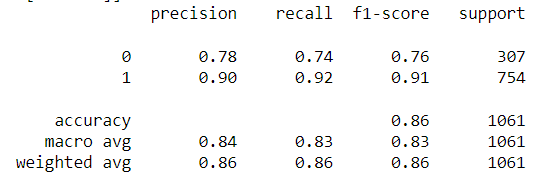 precision recall f1-score support
0 0.78 0.74 0.76 307
1 0.90 0.92 0.91 754
accuracy 0.86 1061
macro avg 0.84 0.83 0.83 1061
weighted avg 0.86 0.86 0.86 1061